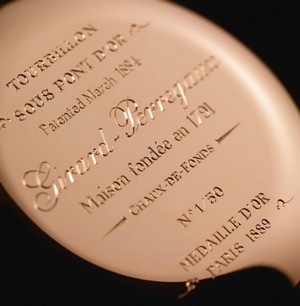 TOURBILLON
SOUS PONT D'OR
Patented March 1884
Girard Perregaux
Maison fondée en 1791
CHAUX-DE-FONDS
N° 1/50
MEDAILLE D'OR
PARIS 1889